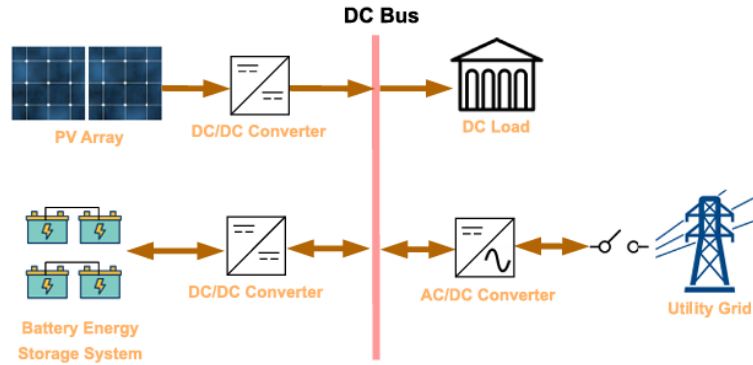 DC Bus
PV Array
DC/DC Converter
DC Load
Battery Energy
Storage System
DC/DC Converter
AC/DC Converter
Utility Grid